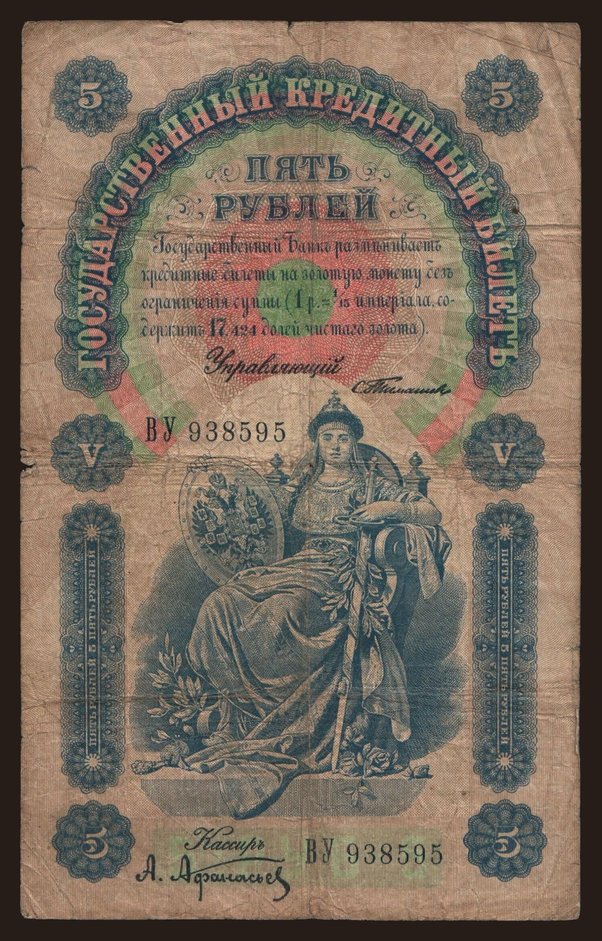 5 5
ГОСУДАРСТВЕННЫЙ КРЕДИТНЫЙ БИЛЕТЪ
ПЯТЬ
РУБЛЕЙ
Государственный Банкъ размѣниваетъ
кредитные билеты на золотую монету безъ
ограниченія суммы (1 р. = 1/15 имперіала, со-
держитъ 17,424 долей чистаго золота).
Управляющій
С. Тимашев
ВУ 938595
V V
ПЯТЬ РУБЛЕЙ 5 ПЯТЬ РУБЛЕЙ
ПЯТЬ РУБЛЕЙ 5 ПЯТЬ РУБЛЕЙ
5 5
Кассиръ
ВУ 938595
А. Афанасьев